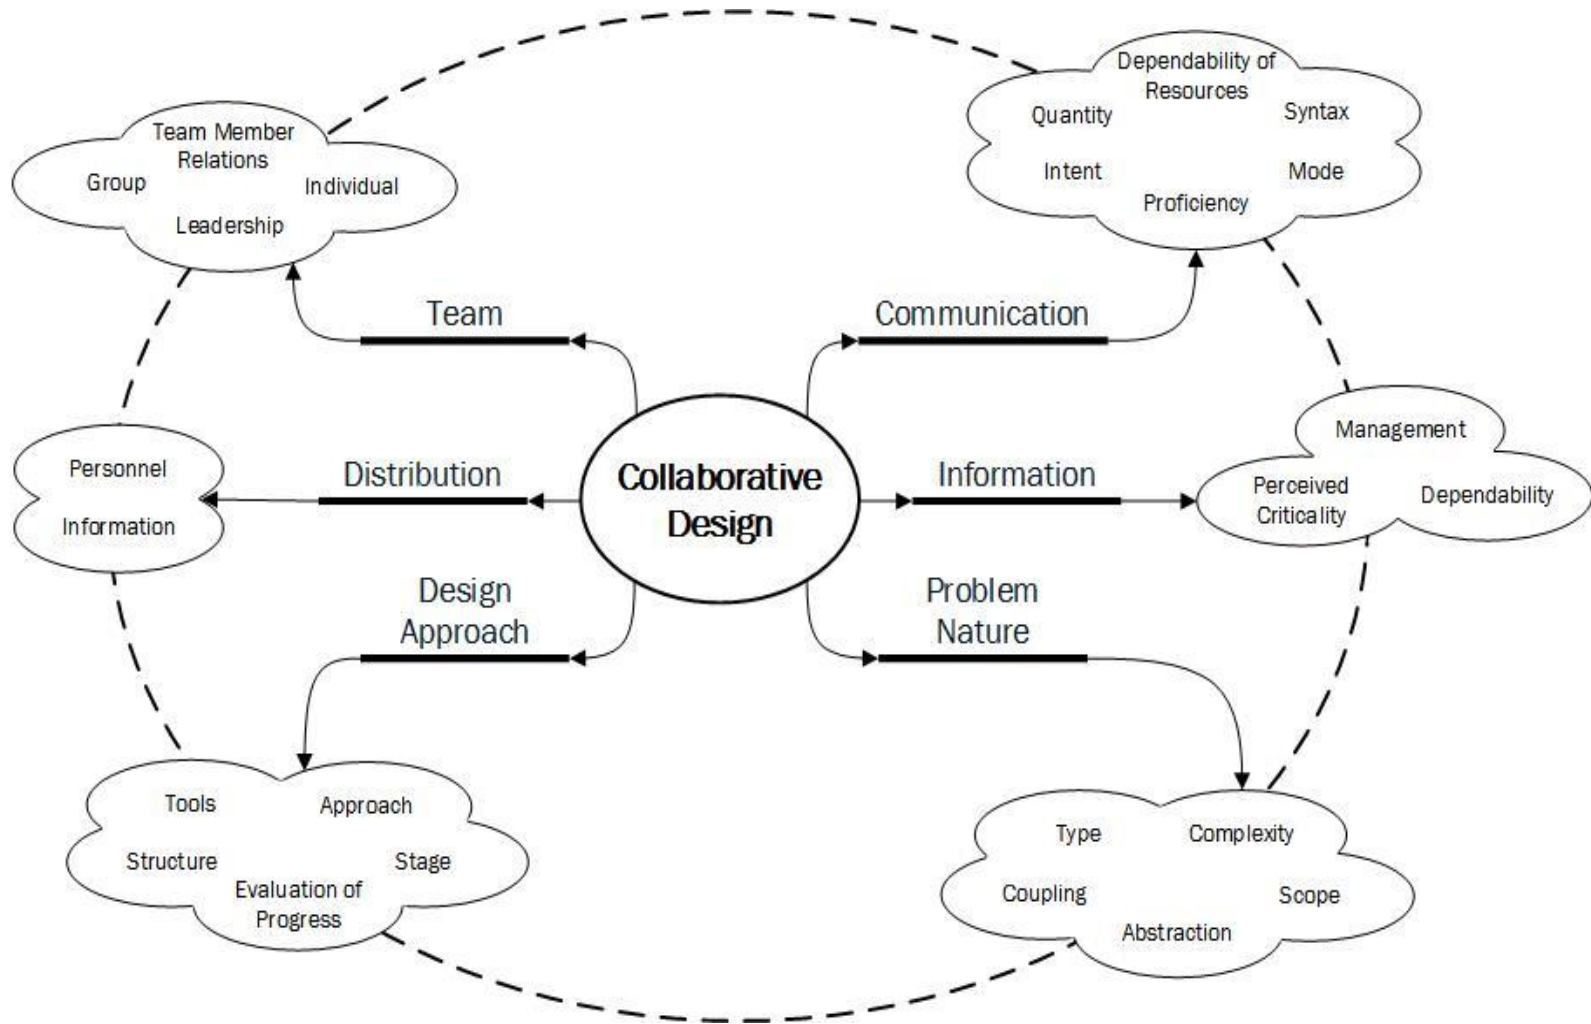 Team Member
Relations
Group
Individual
Leadership
Dependability of
Resources
Quantity
Syntax
Intent
Mode
Proficiency
Team
Communication
Personnel
Information
Distribution
Collaborative
Design
Information
Management
Perceived
Criticality
Dependability
Design
Approach
Problem
Nature
Tools
Approach
Structure
Stage
Evaluation of
Progress
Type
Complexity
Coupling
Scope
Abstraction